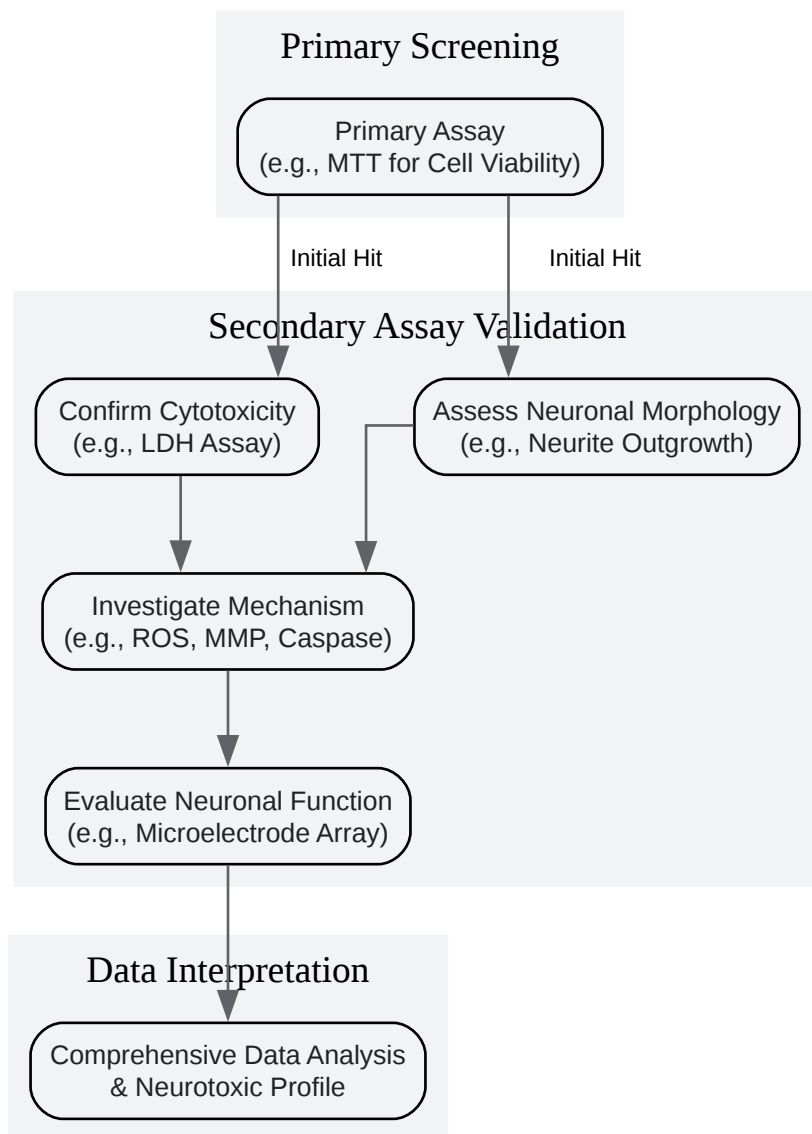 Primary Screening
Primary Assay
(e.g., MTT for Cell Viability)
Initial Hit
Initial Hit
Secondary Assay Validation
Confirm Cytotoxicity
(e.g., LDH Assay)
Assess Neuronal Morphology
(e.g., Neurite Outgrowth)
Investigate Mechanism
(e.g., ROS, MMP, Caspase)
Evaluate Neuronal Function
(e.g., Microelectrode Array)
Data Interpretation
Comprehensive Data Analysis
& Neurotoxic Profile